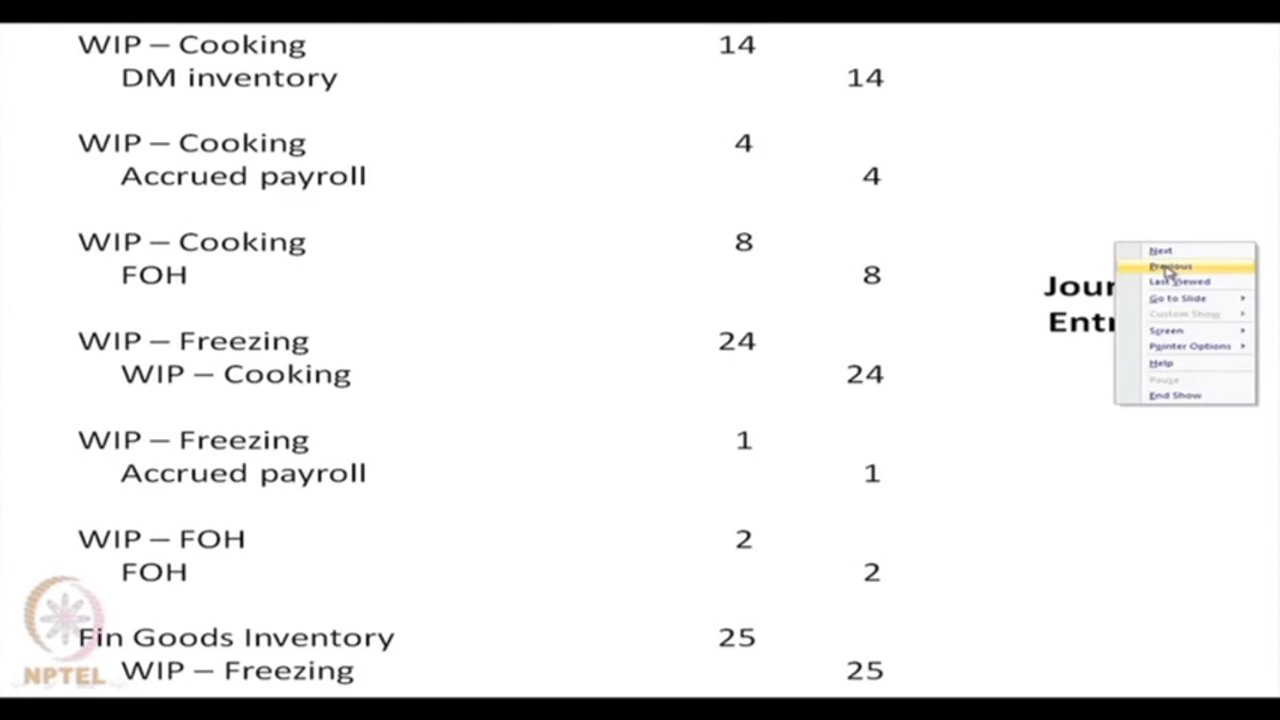 WIP – Cooking 14
DM inventory 14
WIP – Cooking 4
Accrued payroll 4
WIP – Cooking 8
FOH 8
WIP – Freezing 24
WIP – Cooking 24
WIP – Freezing 1
Accrued payroll 1
WIP – FOH 2
FOH 2
Fin Goods Inventory 25
WIP – Freezing 25
Jour
Entr
Next
Previous
Last Viewed
Go to Slide
Custom Show
Screen
Pointer Options
Help
Pause
End Show
NPTEL